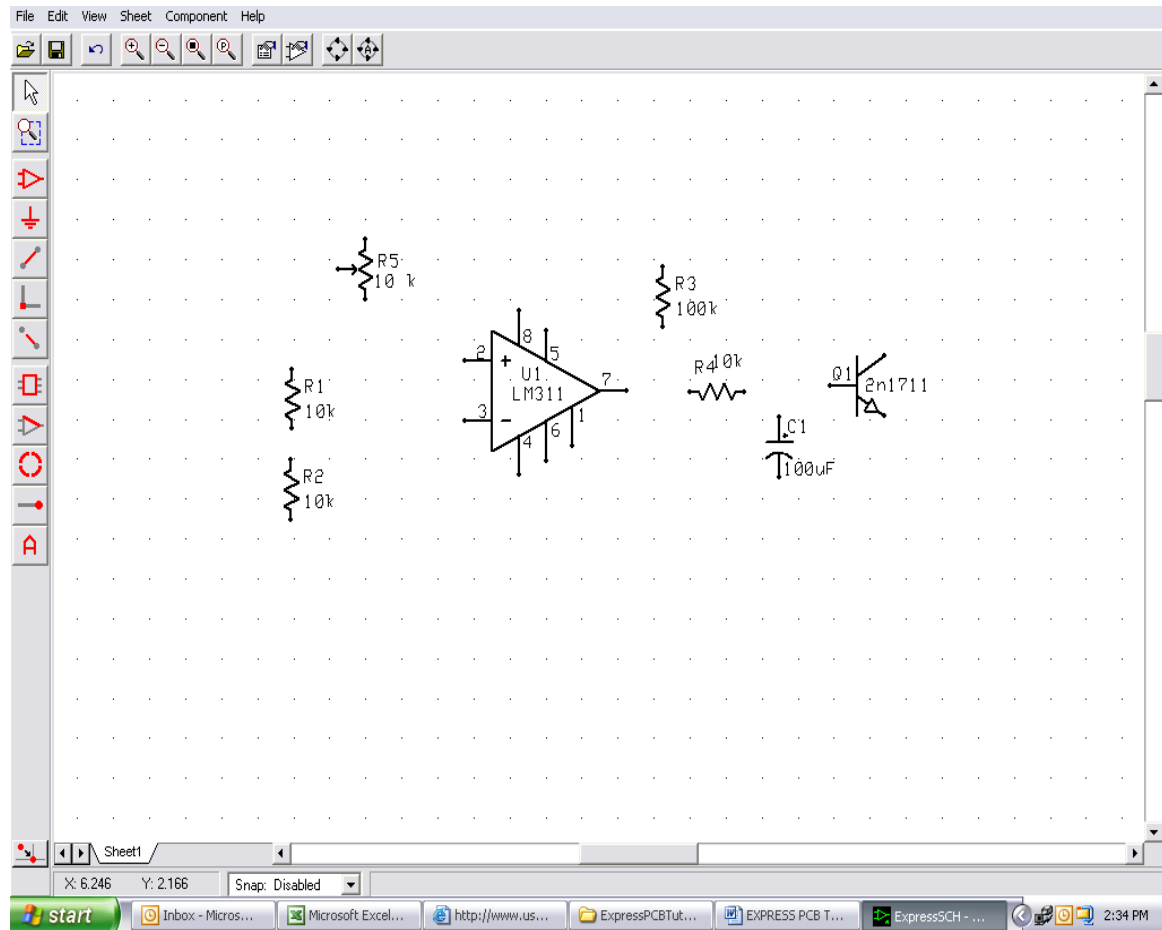 File Edit View Sheet Component Help
R5
10 k
R3
100k
8
5
2
+
U1
LM311
7
3
-
1
6
4
R4 10k
Q1
2n1711
R1
10k
C1
100uF
R2
10k
A
Sheet1
X: 6.246 Y: 2.166 Snap: Disabled
start Inbox - Micros... Microsoft Excel... http://www.us... ExpressPCBTut... EXPRESS PCB T... ExpressSCH - ... 2:34 PM